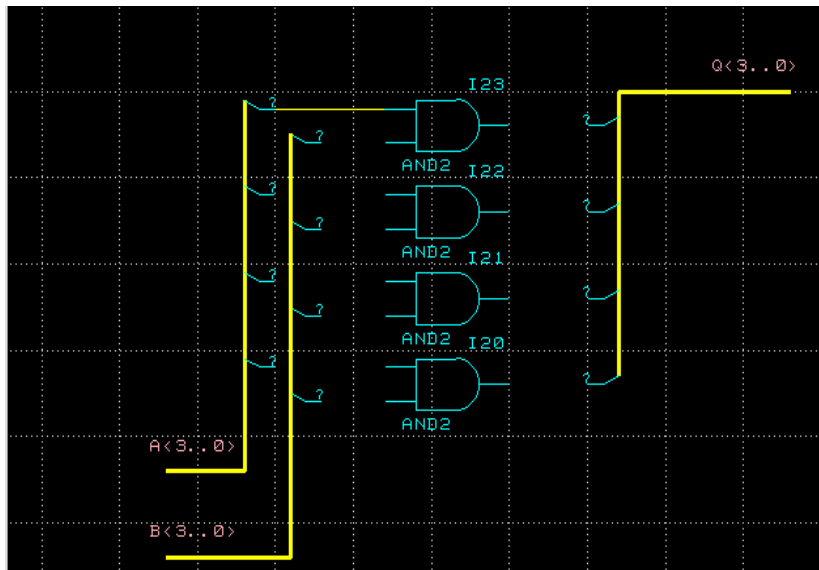 Q<3..0>
I23
?
?
?
AND2
I22
?
?
?
AND2
I21
?
?
?
AND2
I20
?
?
?
AND2
A<3..0>
B<3..0>